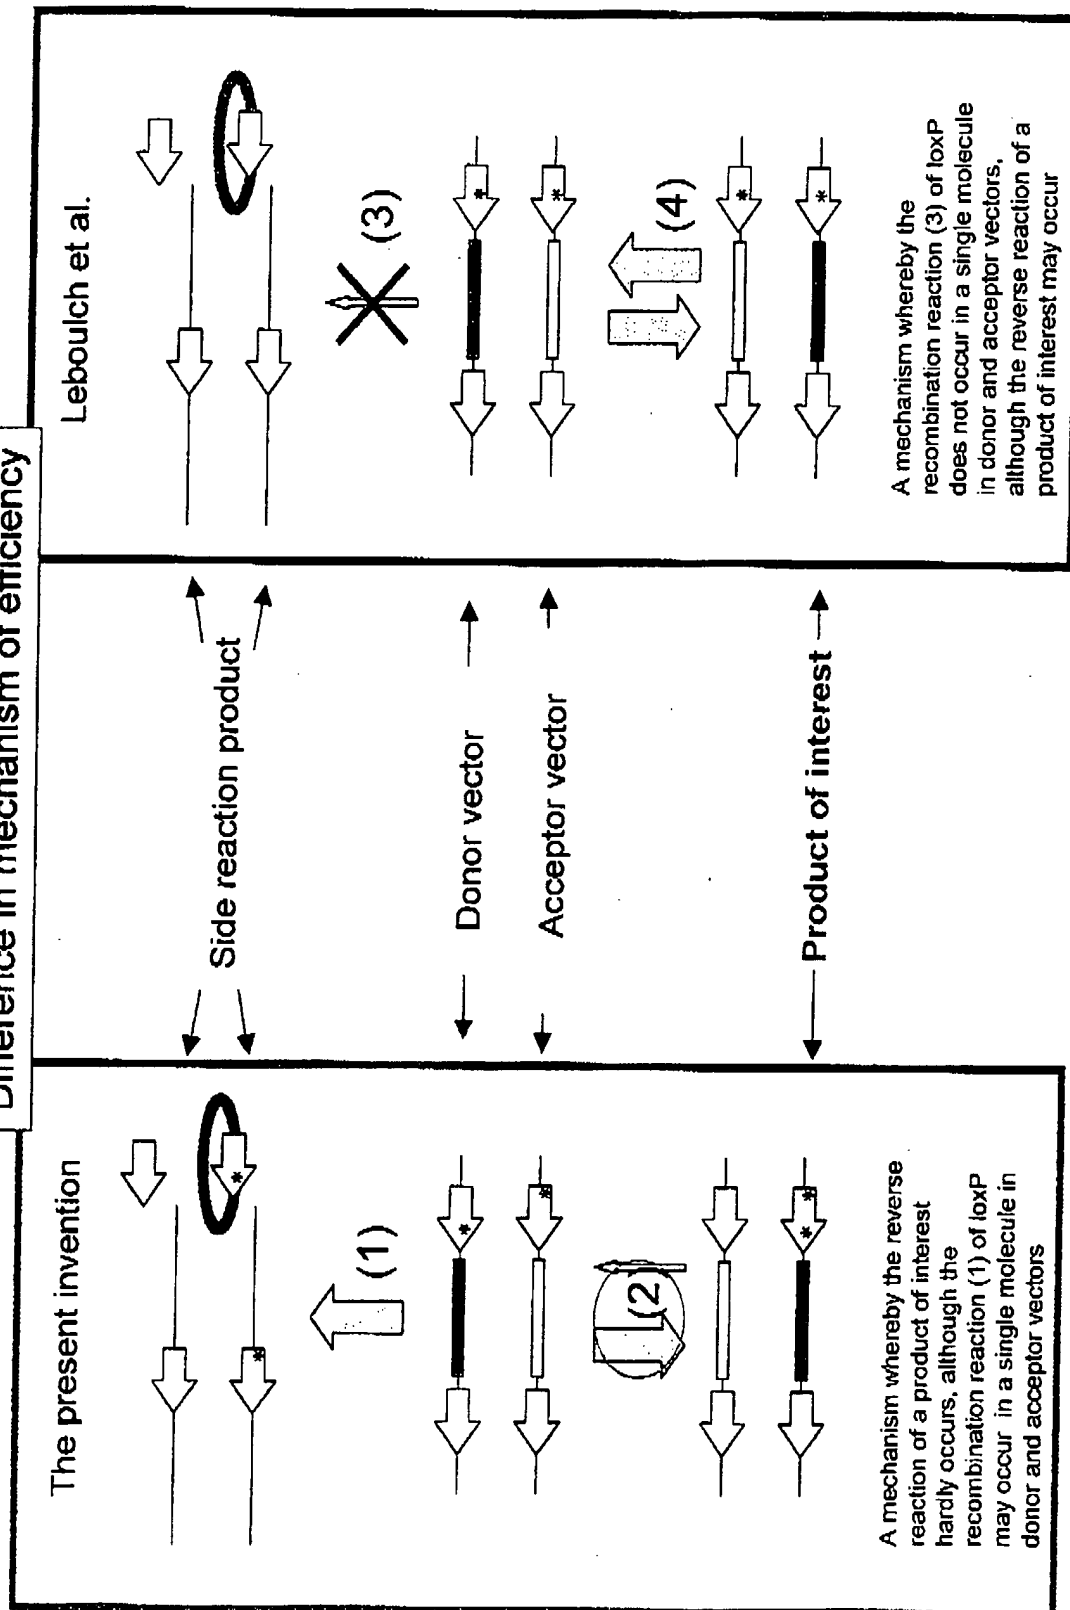 Difference in mechanism of efficiency
The present invention
(1)
(2)
A mechanism whereby the reverse
reaction of a product of interest
hardly occurs, although the
recombination reaction (1) of loxP
may occur in a single molecule in
donor and acceptor vectors
Side reaction product
Donor vector
Acceptor vector
Product of interest
Leboulch et al.
(3)
(4)
A mechanism whereby the
recombination reaction (3) of loxP
does not occur in a single molecule
in donor and acceptor vectors,
although the reverse reaction of a
product of interest may occur